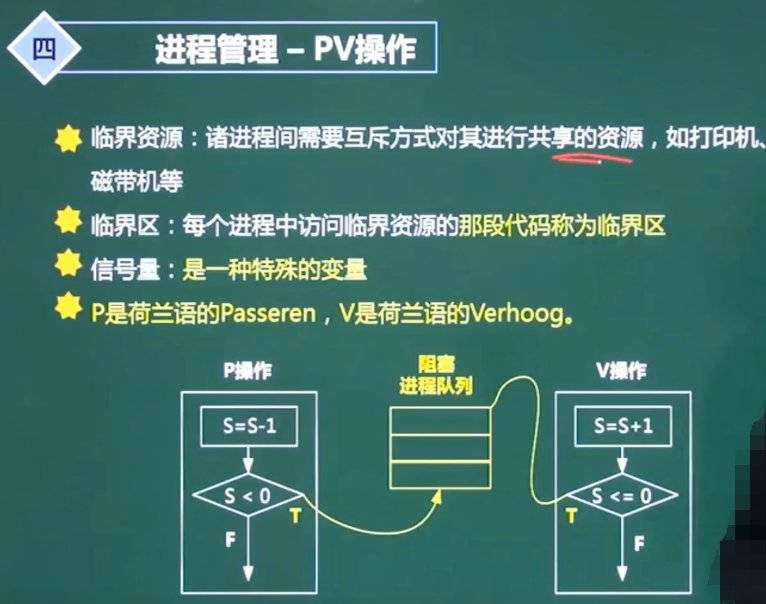 四
进程管理 – PV操作
临界资源：诸进程间需要互斥方式对其进行共享的资源，如打印机、
磁带机等
临界区：每个进程中访问临界资源的那段代码称为临界区
信号量：是一种特殊的变量
P是荷兰语的Passeren，V是荷兰语的Verhoog。
P操作
阻塞
进程队列
V操作
S=S-1
S=S+1
S < 0
S <= 0
T
T
F
F